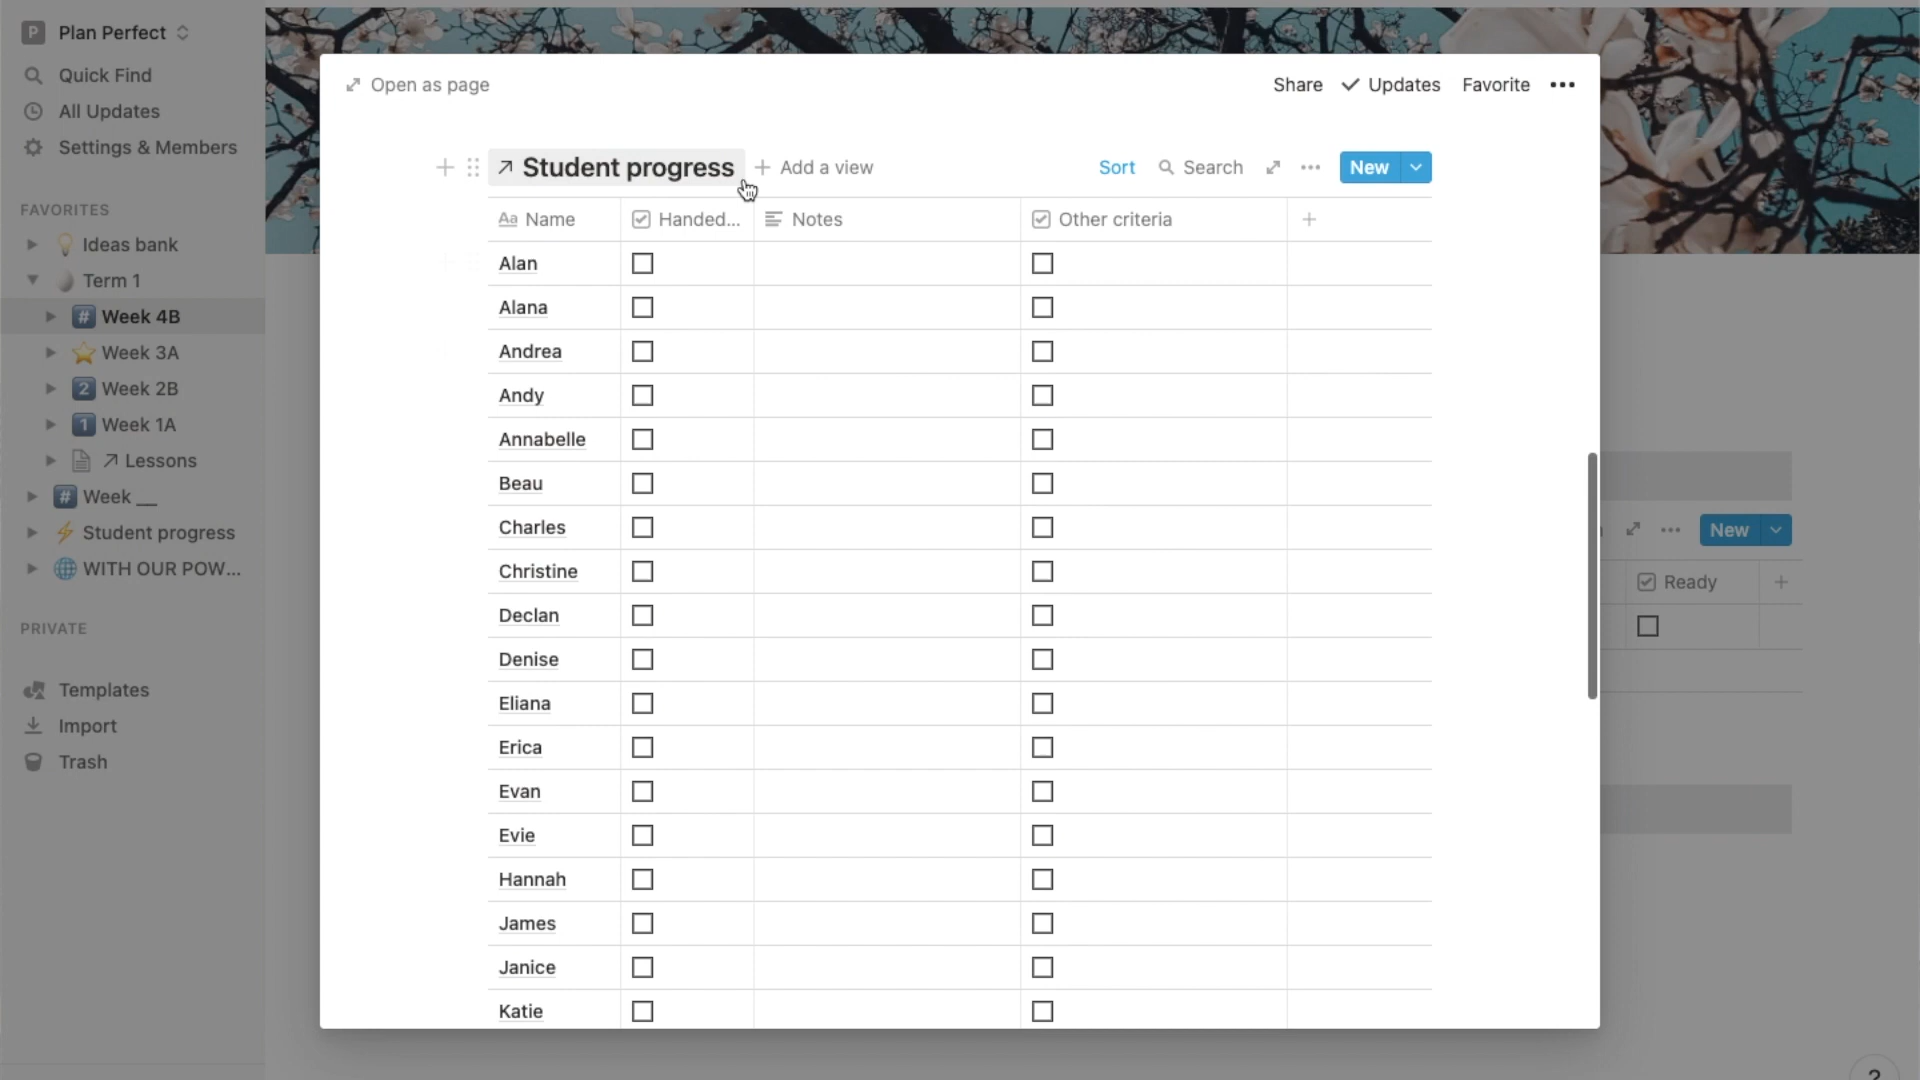 P Plan Perfect
Quick Find
All Updates
Settings & Members
FAVORITES
Ideas bank
Term 1
# Week 4B
Week 3A
2 Week 2B
1 Week 1A
Lessons
# Week __
Student progress
WITH OUR POW...
PRIVATE
Templates
Import
Trash
Open as page
Share Updates Favorite •••
Student progress
Add a view
Sort Search ••• New
Aa Name Handed... Notes Other criteria
Alan
Alana
Andrea
Andy
Annabelle
Beau
Charles
Christine
Declan
Denise
Eliana
Erica
Evan
Evie
Hannah
James
Janice
Katie
••• New
Ready
?